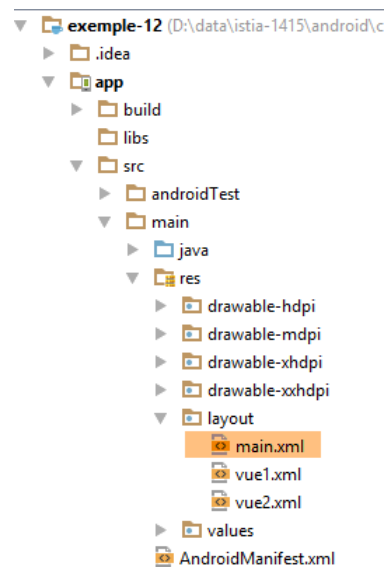 exemple-12 (D:\data\istia-1415\android\c
.idea
app
build
libs
src
androidTest
main
java
res
drawable-hdpi
drawable-mdpi
drawable-xhdpi
drawable-xxhdpi
layout
main.xml
vue1.xml
vue2.xml
values
AndroidManifest.xml